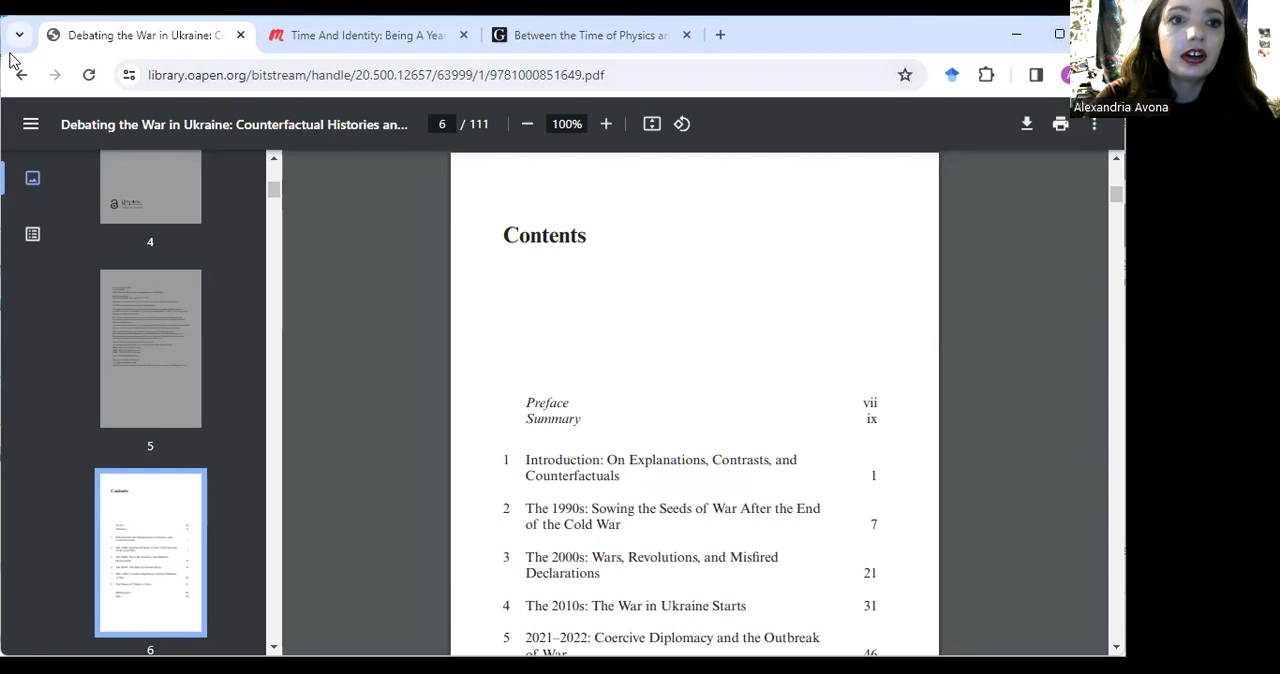 Debating the War in Ukraine: C
Time And Identity: Being A Yea
Between the Time of Physics an
library.oapen.org/bitstream/handle/20.500.12657/63999/1/9781000851649.pdf
Alexandria Avona
Debating the War in Ukraine: Counterfactual Histories an...
6 / 111
100%
4
5
Contents
6
Contents
Preface vii
Summary ix
1 Introduction: On Explanations, Contrasts, and
Counterfactuals 1
2 The 1990s: Sowing the Seeds of War After the End
of the Cold War 7
3 The 2000s: Wars, Revolutions, and Misfired
Declarations 21
4 The 2010s: The War in Ukraine Starts 31
5 2021–2022: Coercive Diplomacy and the Outbreak
of War 46